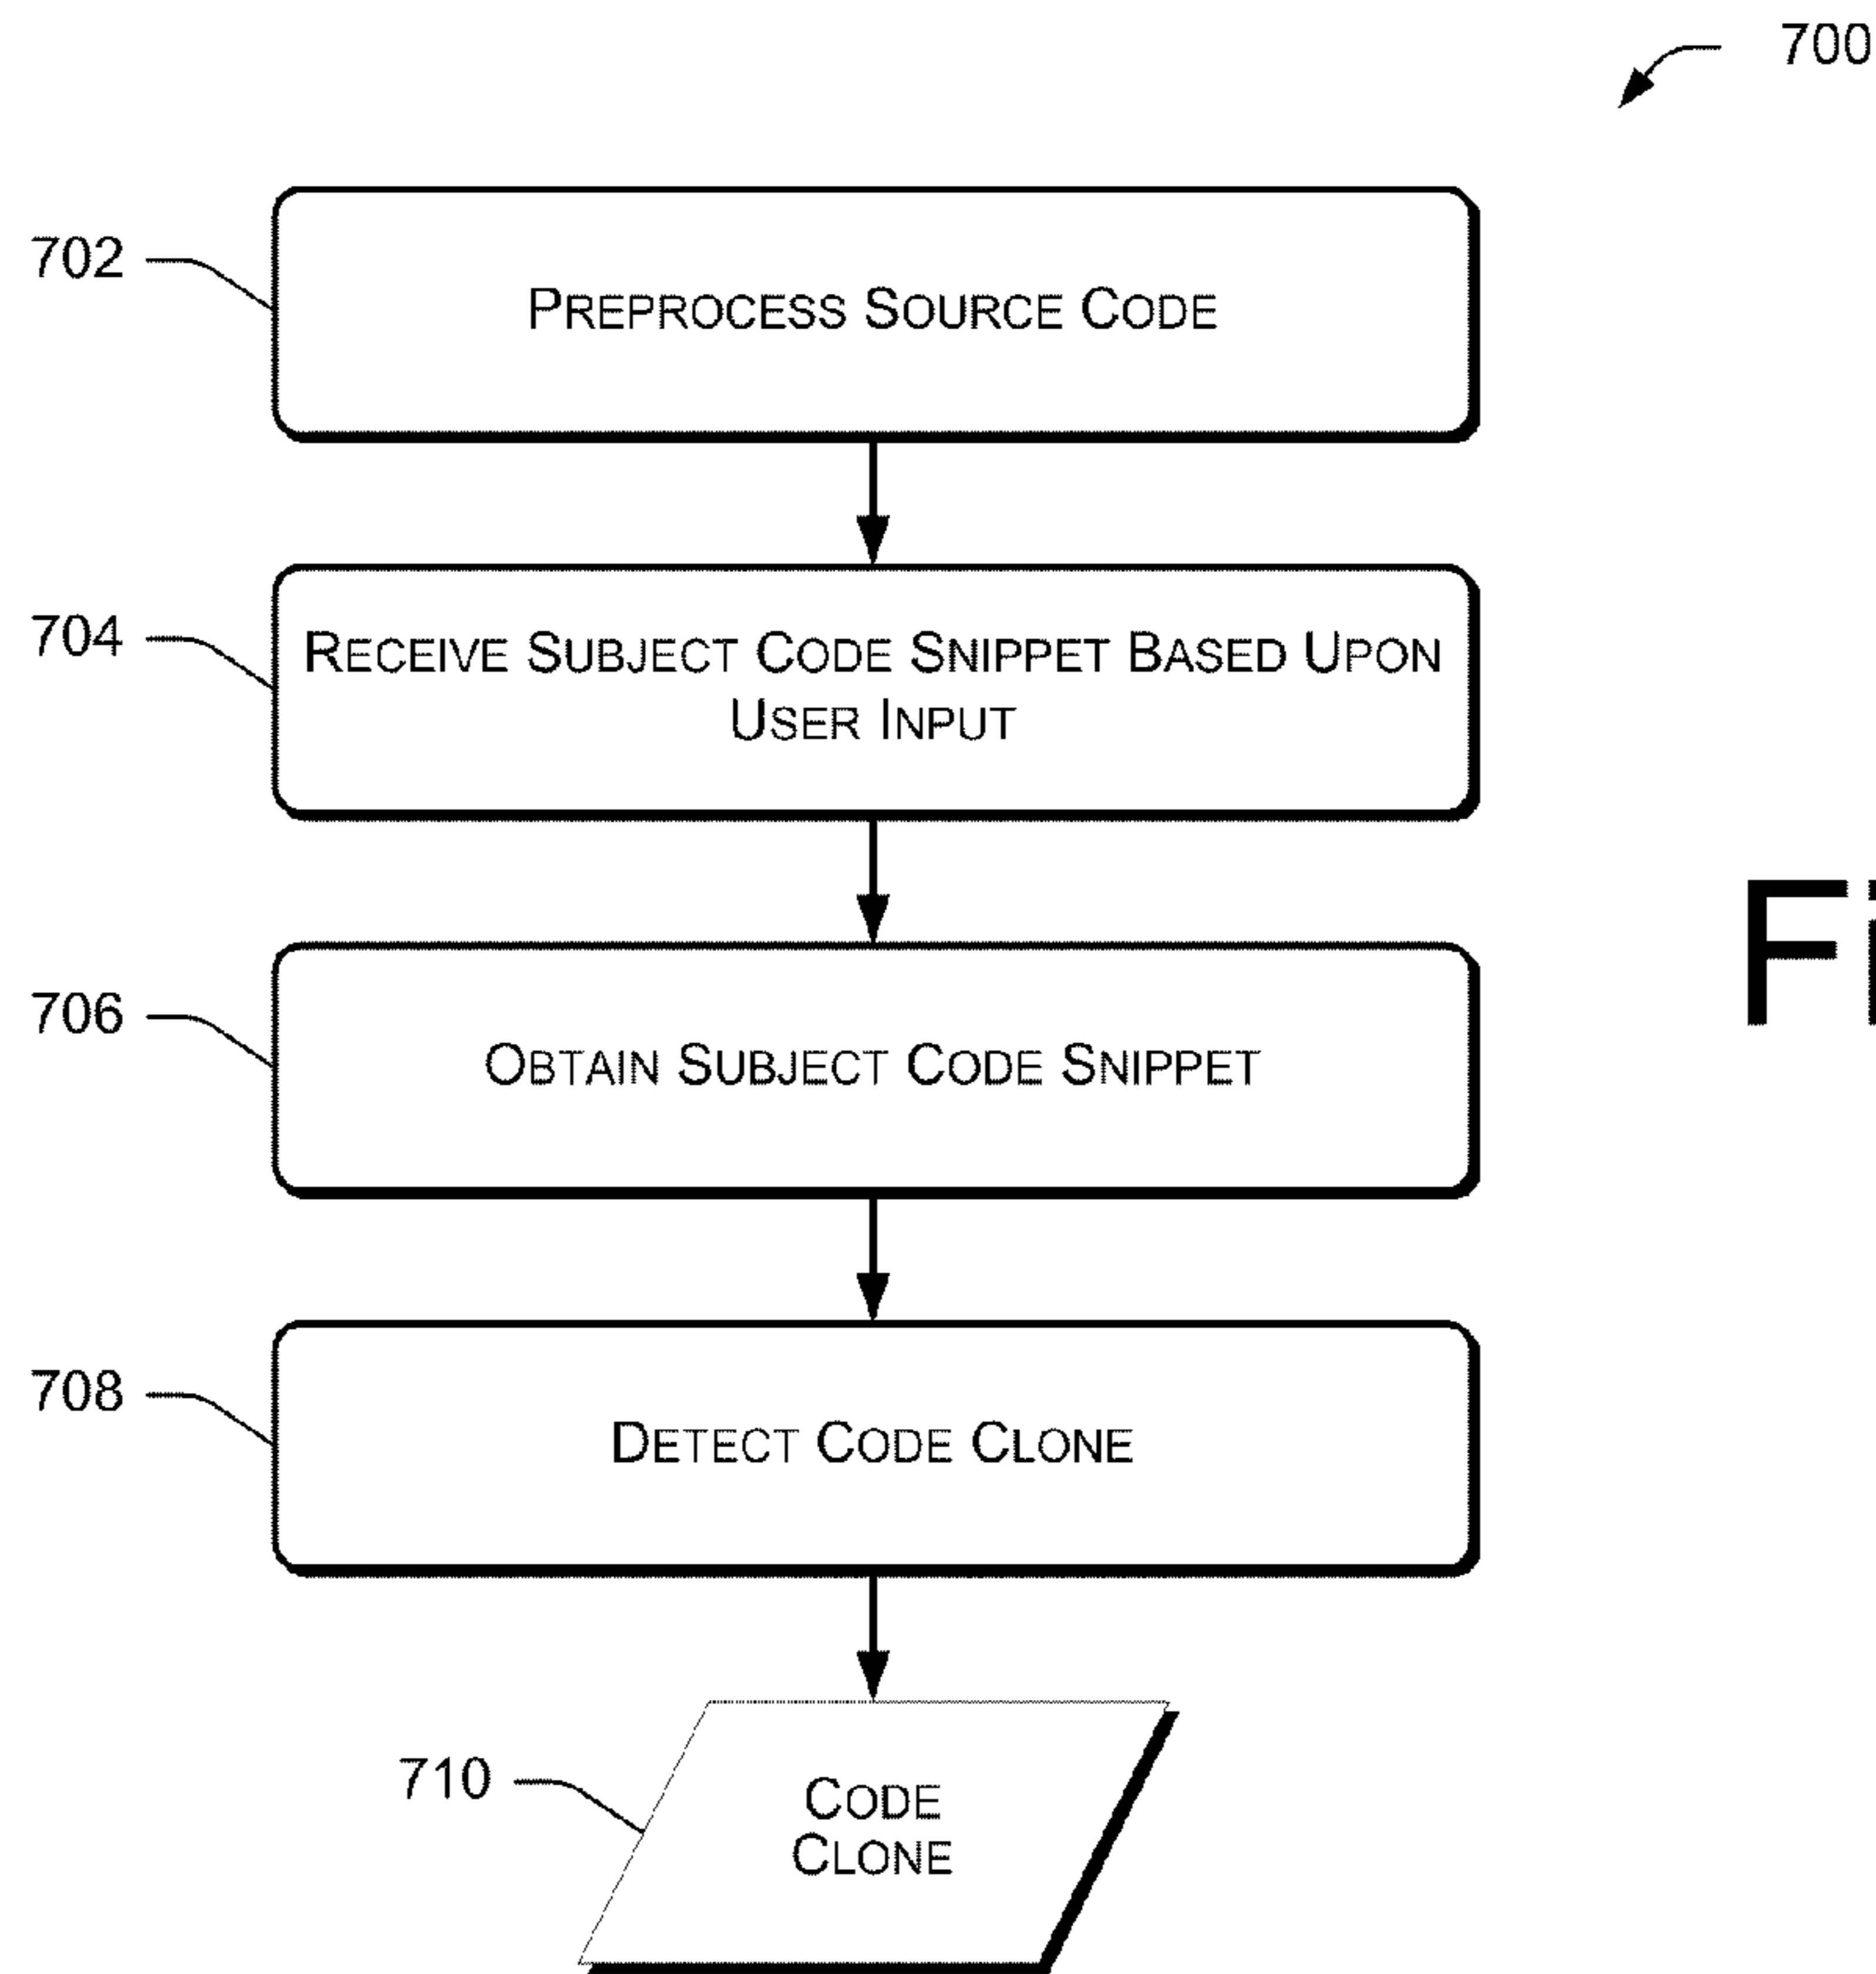 700
702
PREPROCESS SOURCE CODE
704
RECEIVE SUBJECT CODE SNIPPET BASED UPON
USER INPUT
Fi
706
OBTAIN SUBJECT CODE SNIPPET
708
DETECT CODE CLONE
710
CODE
CLONE